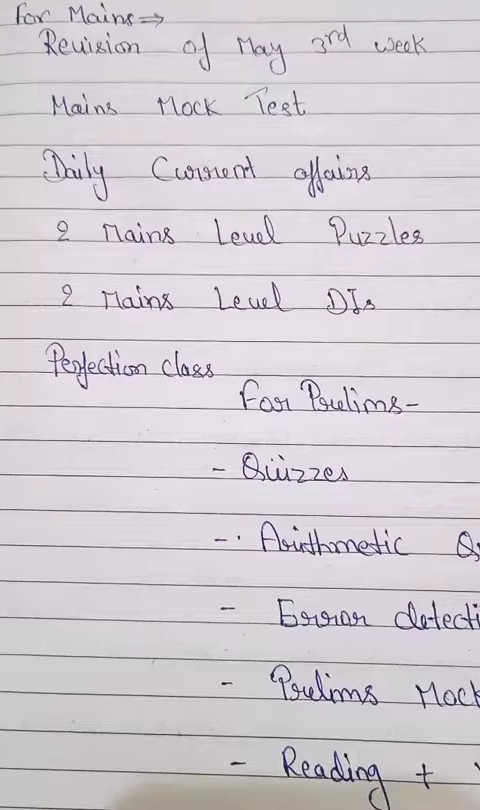 For Mains ⇒
Revision of May 3rd week
Mains Mock Test
Daily Current affairs
2 Mains Level Puzzles
2 Mains Level DIs
Perfection class
For Prelims-
- Quizzes
- · Arithmetic
- Error
- Prelims
- Reading +